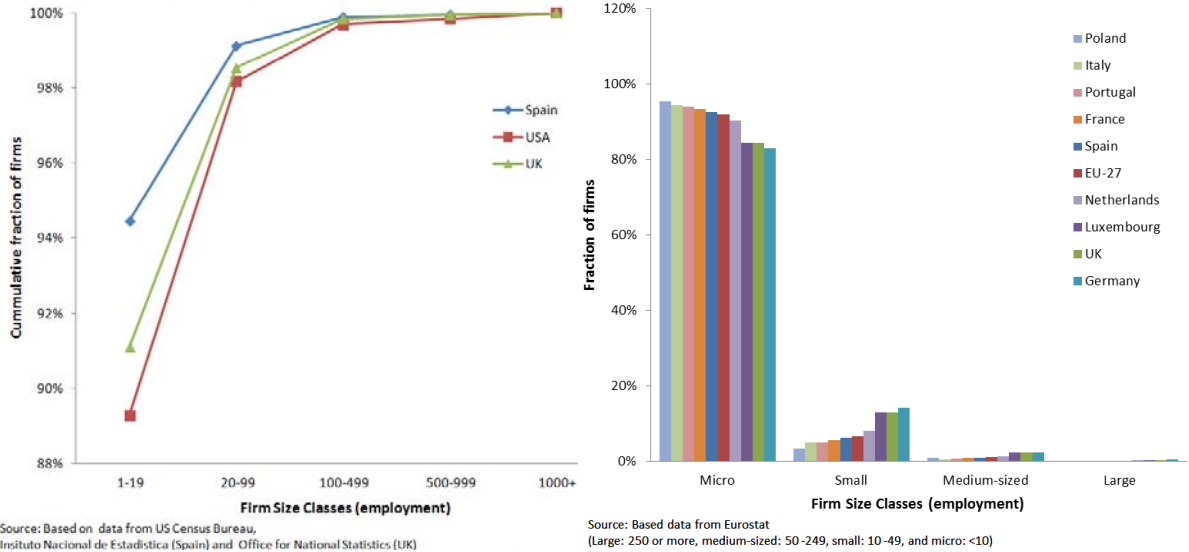 100%
98%
96%
94%
92%
90%
88%
Cummulative fraction of firms
Spain
USA
UK
1-19
20-99
100-499
500-999
1000+
Firm Size Classes (employment)
Source: Based on data from US Census Bureau,
Insituto Nacional de Estadistica (Spain) and Office for National Statistics (UK)
120%
100%
80%
60%
40%
20%
0%
Fraction of firms
Poland
Italy
Portugal
France
Spain
EU-27
Netherlands
Luxembourg
UK
Germany
Micro
Small
Medium-sized
Large
Firm Size Classes (employment)
Source: Based data from Eurostat
(Large: 250 or more, medium-sized: 50-249, small: 10-49, and micro: <10)